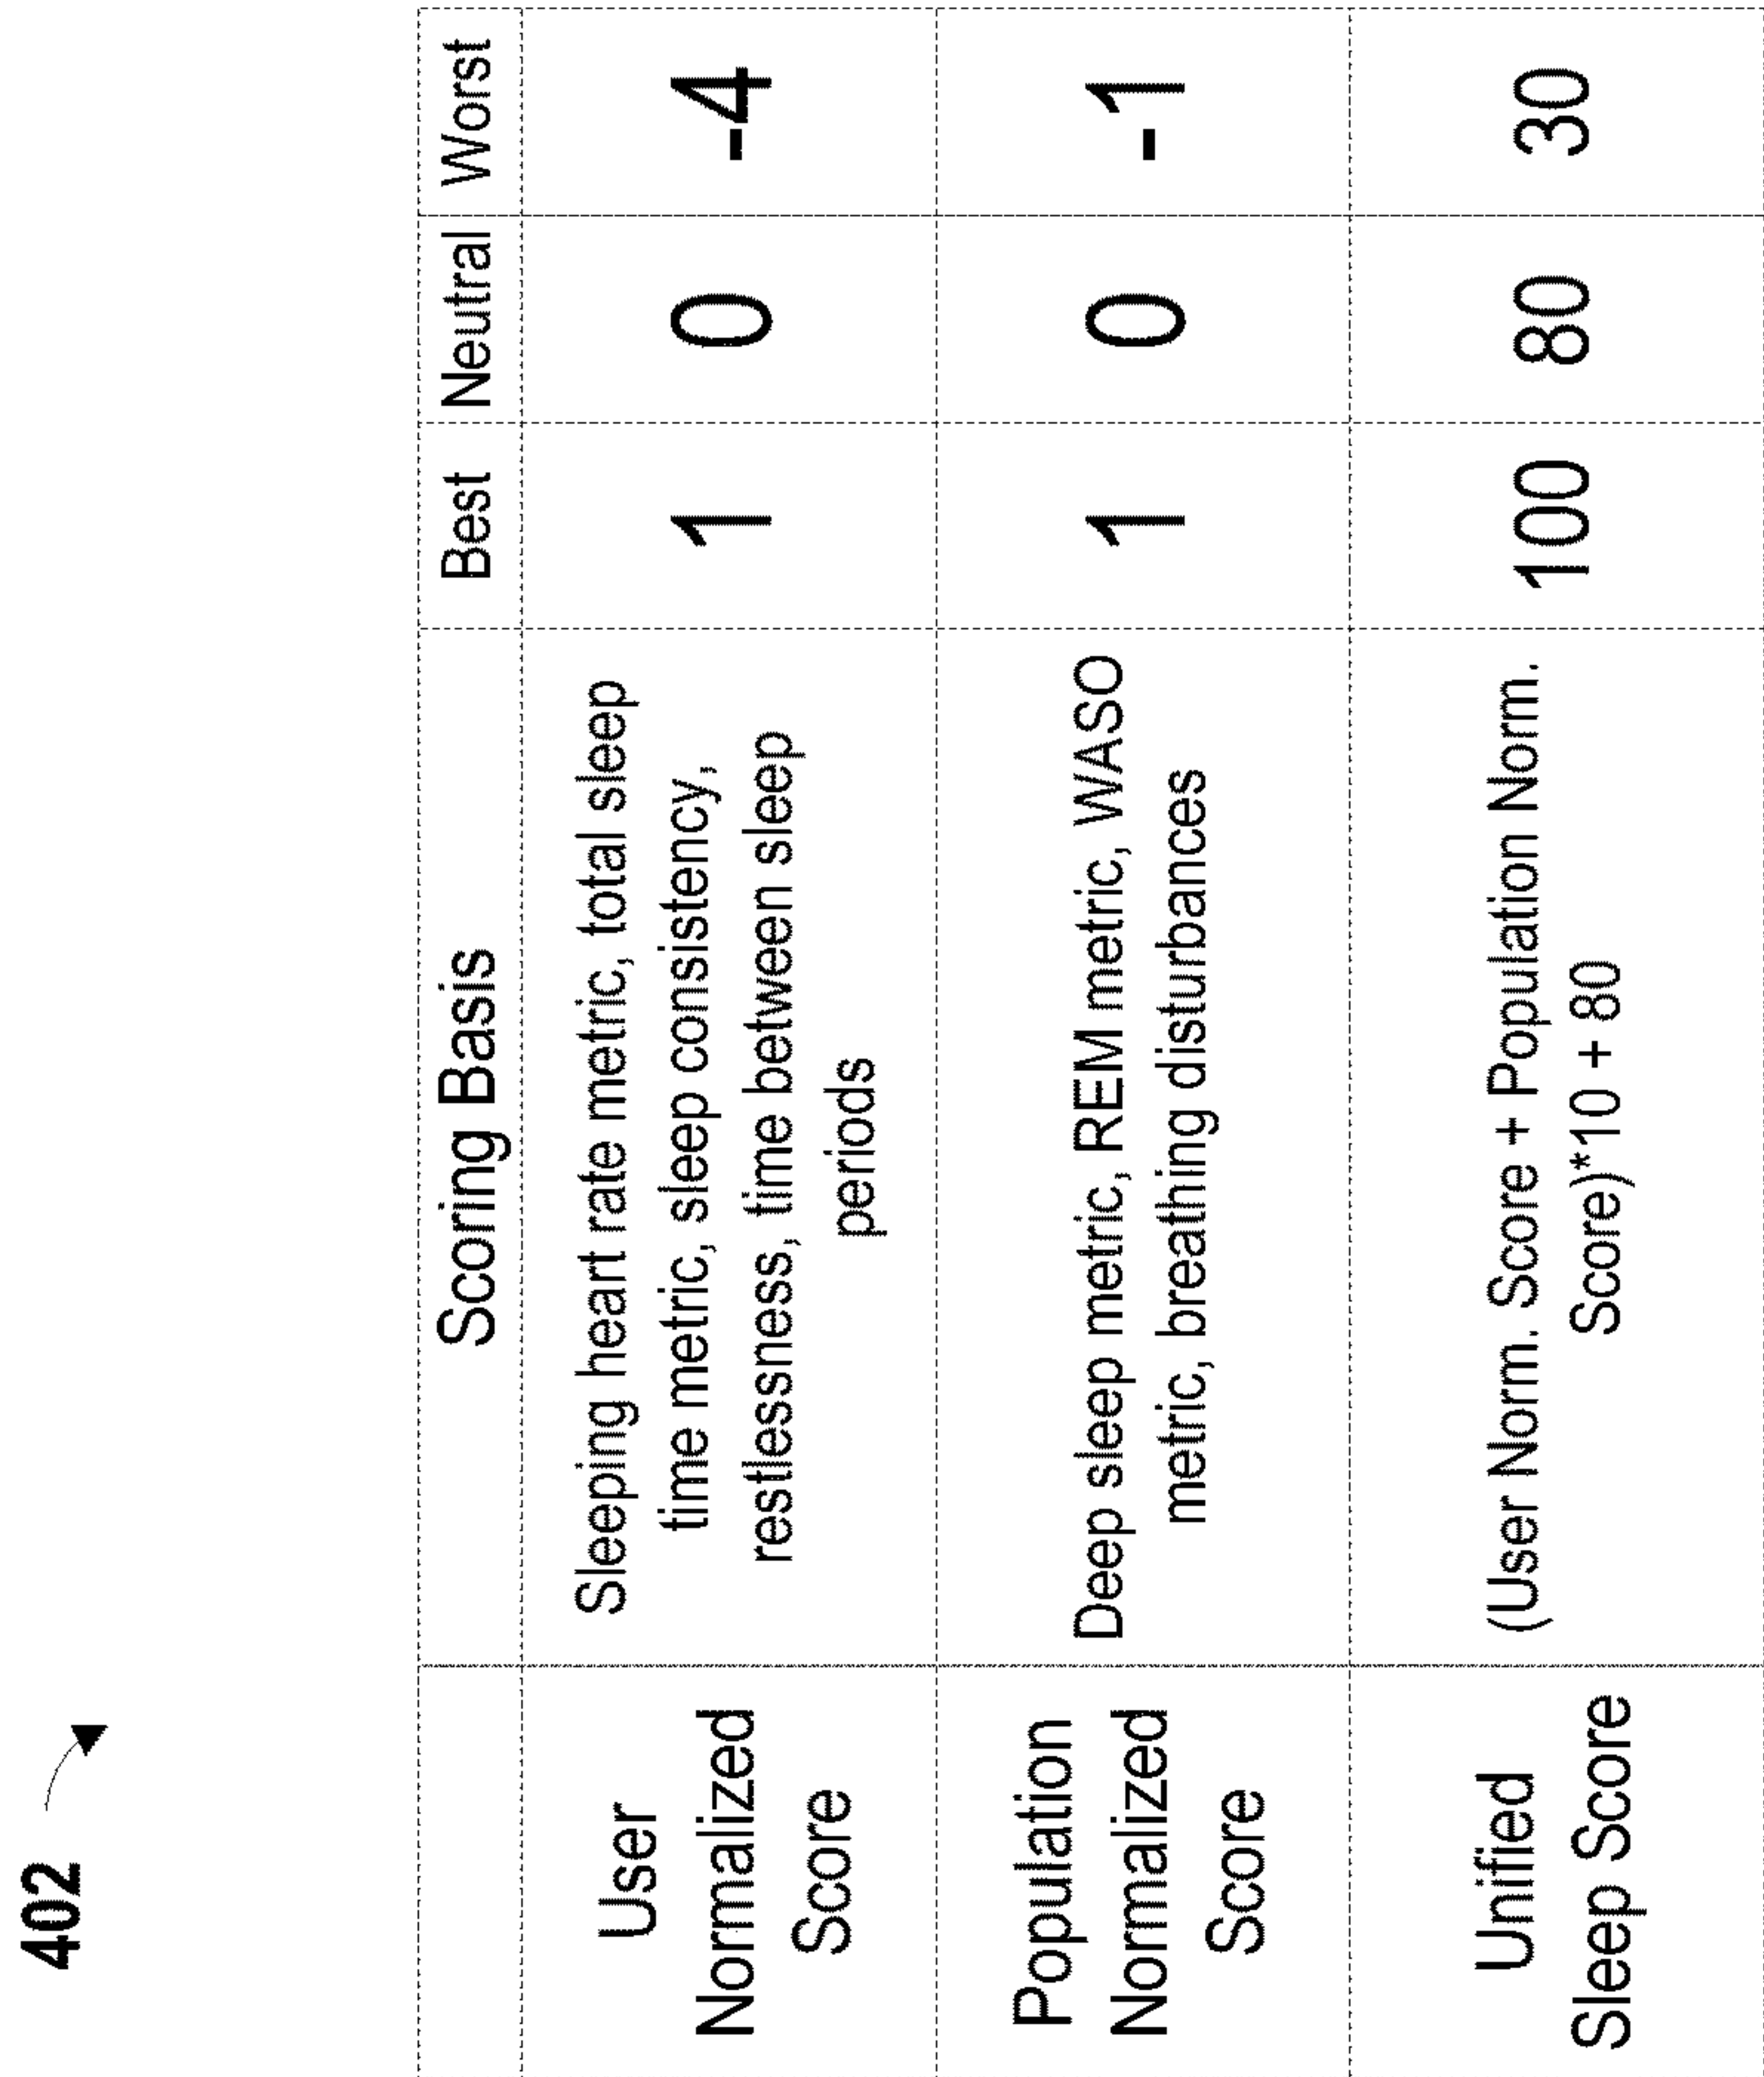 402
Scoring Basis
Best
Neutral
Worst
User
Normalized
Score
Sleeping heart rate metric, total sleep
time metric, sleep consistency,
restlessness, time between sleep
periods
1
0
-4
Population
Normalized
Score
Deep sleep metric, REM metric, WASO
metric, breathing disturbances
1
0
-1
Unified
Sleep Score
(User Norm. Score + Population Norm.
Score)*10 + 80
100
80
30